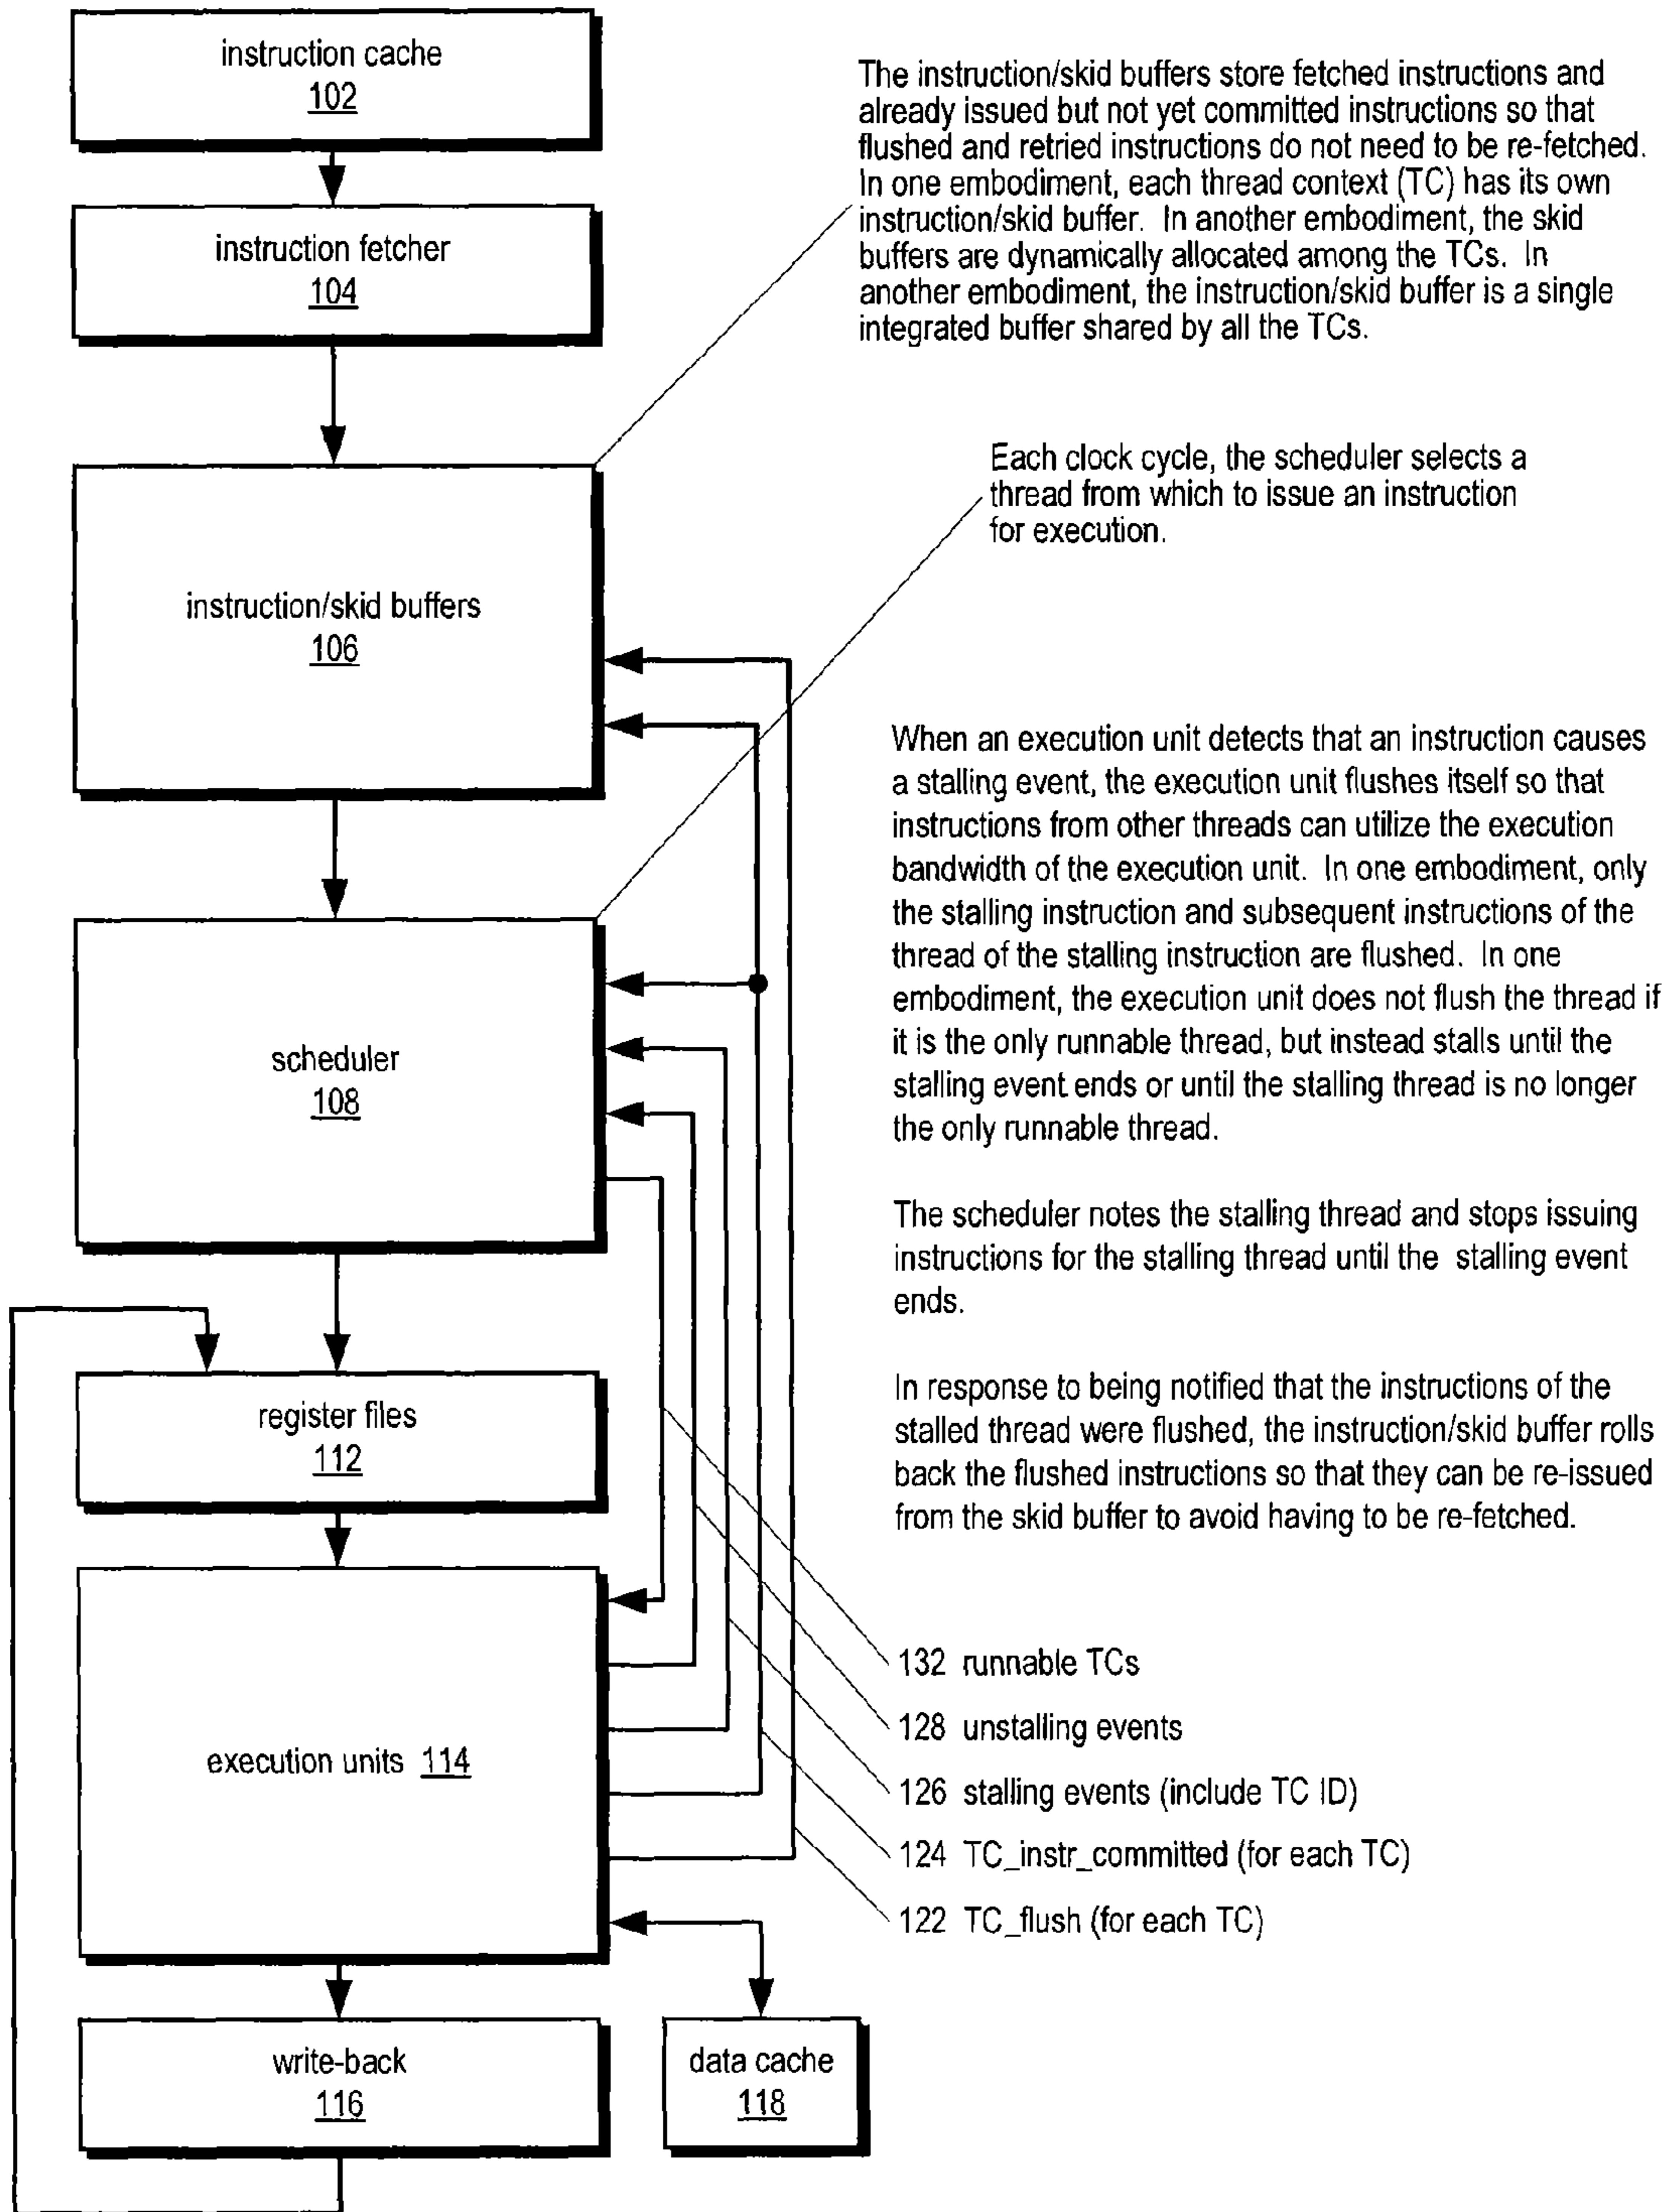 instruction cache
102
The instruction/skid buffers store fetched instructions and
already issued but not yet committed instructions so that
flushed and retried instructions do not need to be re-fetched.
In one embodiment, each thread context (TC) has its own
instruction/skid buffer. In another embodiment, the skid
buffers are dynamically allocated among the TCs. In
another embodiment, the instruction/skid buffer is a single
integrated buffer shared by all the TCs.
instruction fetcher
104
Each clock cycle, the scheduler selects a
thread from which to issue an instruction
for execution.
instruction/skid buffers
106
When an execution unit detects that an instruction causes
a stalling event, the execution unit flushes itself so that
instructions from other threads can utilize the execution
bandwidth of the execution unit. In one embodiment, only
the stalling instruction and subsequent instructions of the
thread of the stalling instruction are flushed. In one
embodiment, the execution unit does not flush the thread if
it is the only runnable thread, but instead stalls until the
stalling event ends or until the stalling thread is no longer
the only runnable thread.
scheduler
108
The scheduler notes the stalling thread and stops issuing
instructions for the stalling thread until the stalling event
ends.
In response to being notified that the instructions of the
stalled thread were flushed, the instruction/skid buffer rolls
back the flushed instructions so that they can be re-issued
from the skid buffer to avoid having to be re-fetched.
register files
112
execution units 114
132 runnable TCs
128 unstalling events
126 stalling events (include TC ID)
124 TC_instr_committed (for each TC)
122 TC_flush (for each TC)
write-back
116
data cache
118